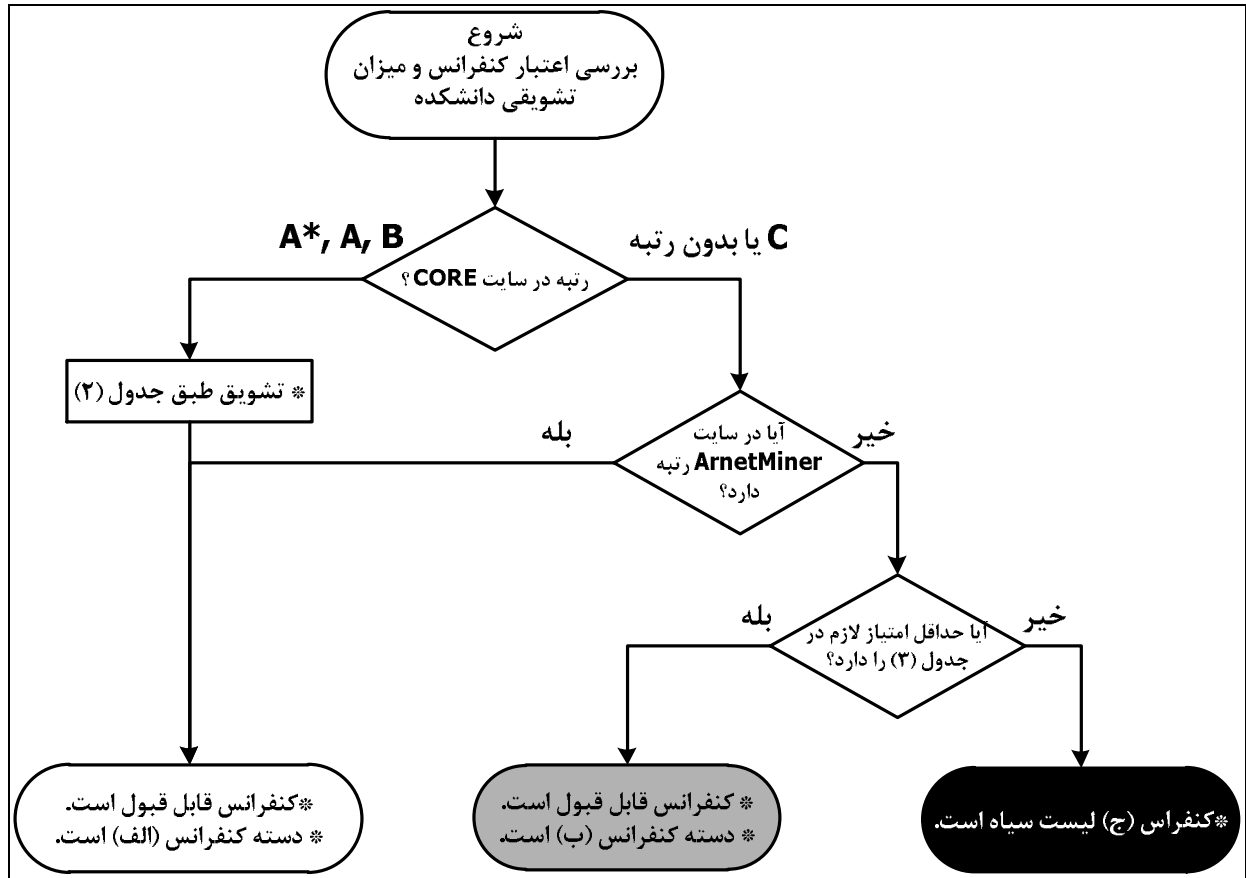 شروع
بررسی اعتبار کنفرانس و میزان
تشویقی دانشکده
C یا بدون رتبه
A*, A, B
رتبه در سایت CORE ؟
* تشویق طبق جدول (۲)
خیر
بله
آیا در سایت
ArnetMiner رتبه
دارد؟
خیر
بله
آیا حداقل امتیاز لازم در
جدول (۳) را دارد؟
*کنفراس (ج) لیست سیاه است.
* کنفرانس قابل قبول است.
* دسته کنفرانس (ب) است.
*کنفرانس قابل قبول است.
* دسته کنفرانس (الف) است.